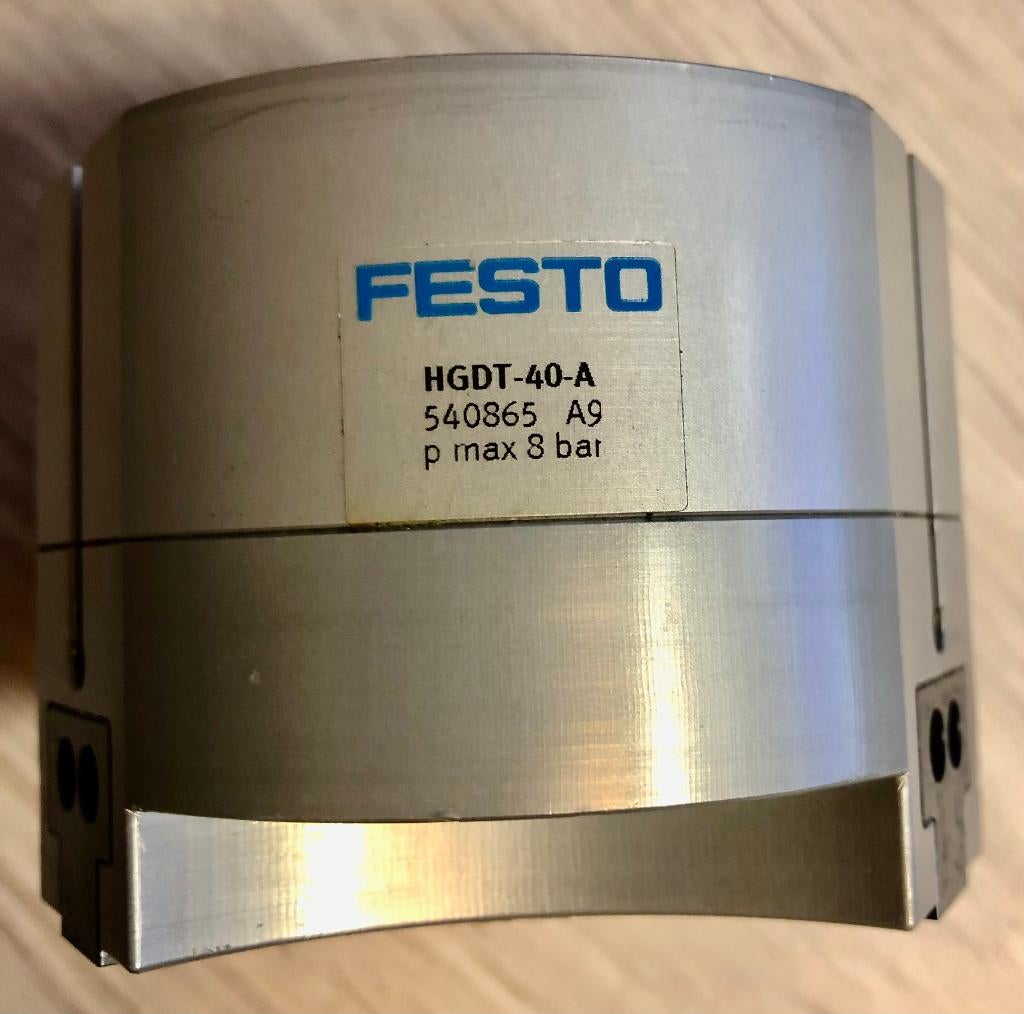 FESTO
HGDT-40-A
540865 A9
p max 8 bar